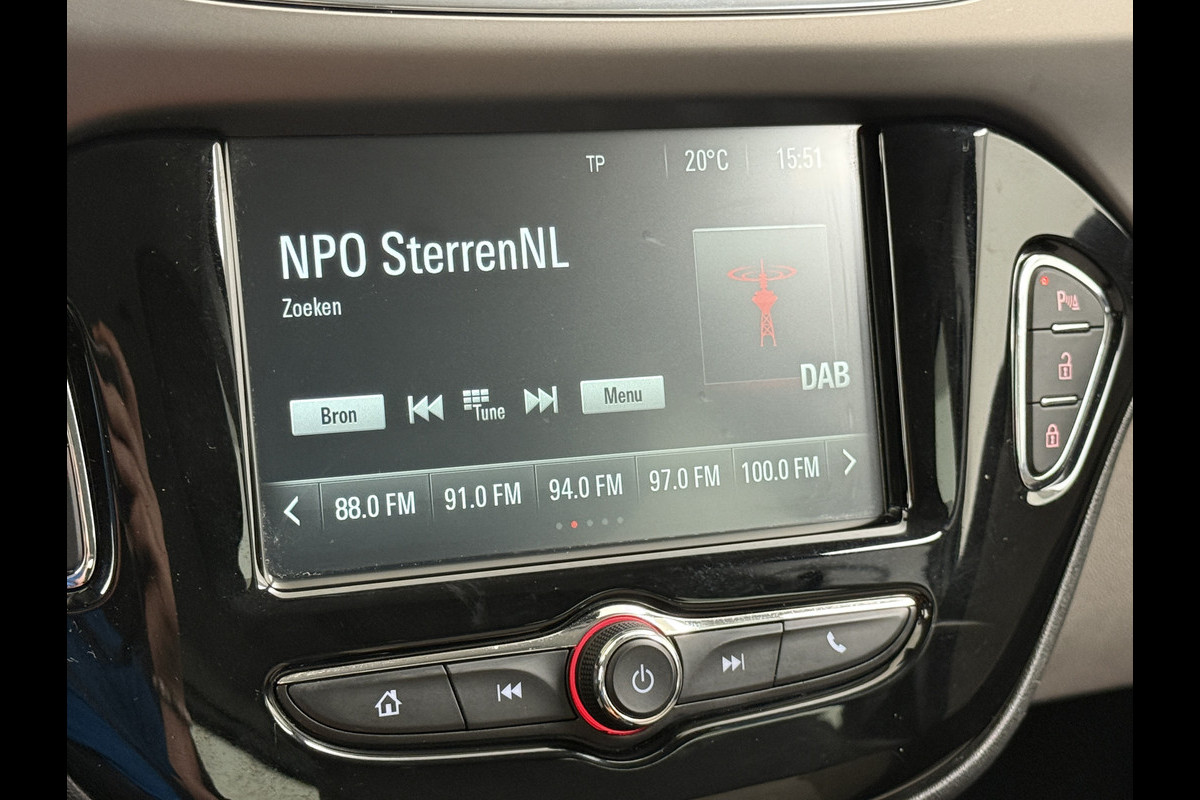 TP 20°C 15:51
NPO SterrenNL
Zoeken
DAB
Bron Tune Menu
88.0 FM 91.0 FM 94.0 FM 97.0 FM 100.0 FM
P